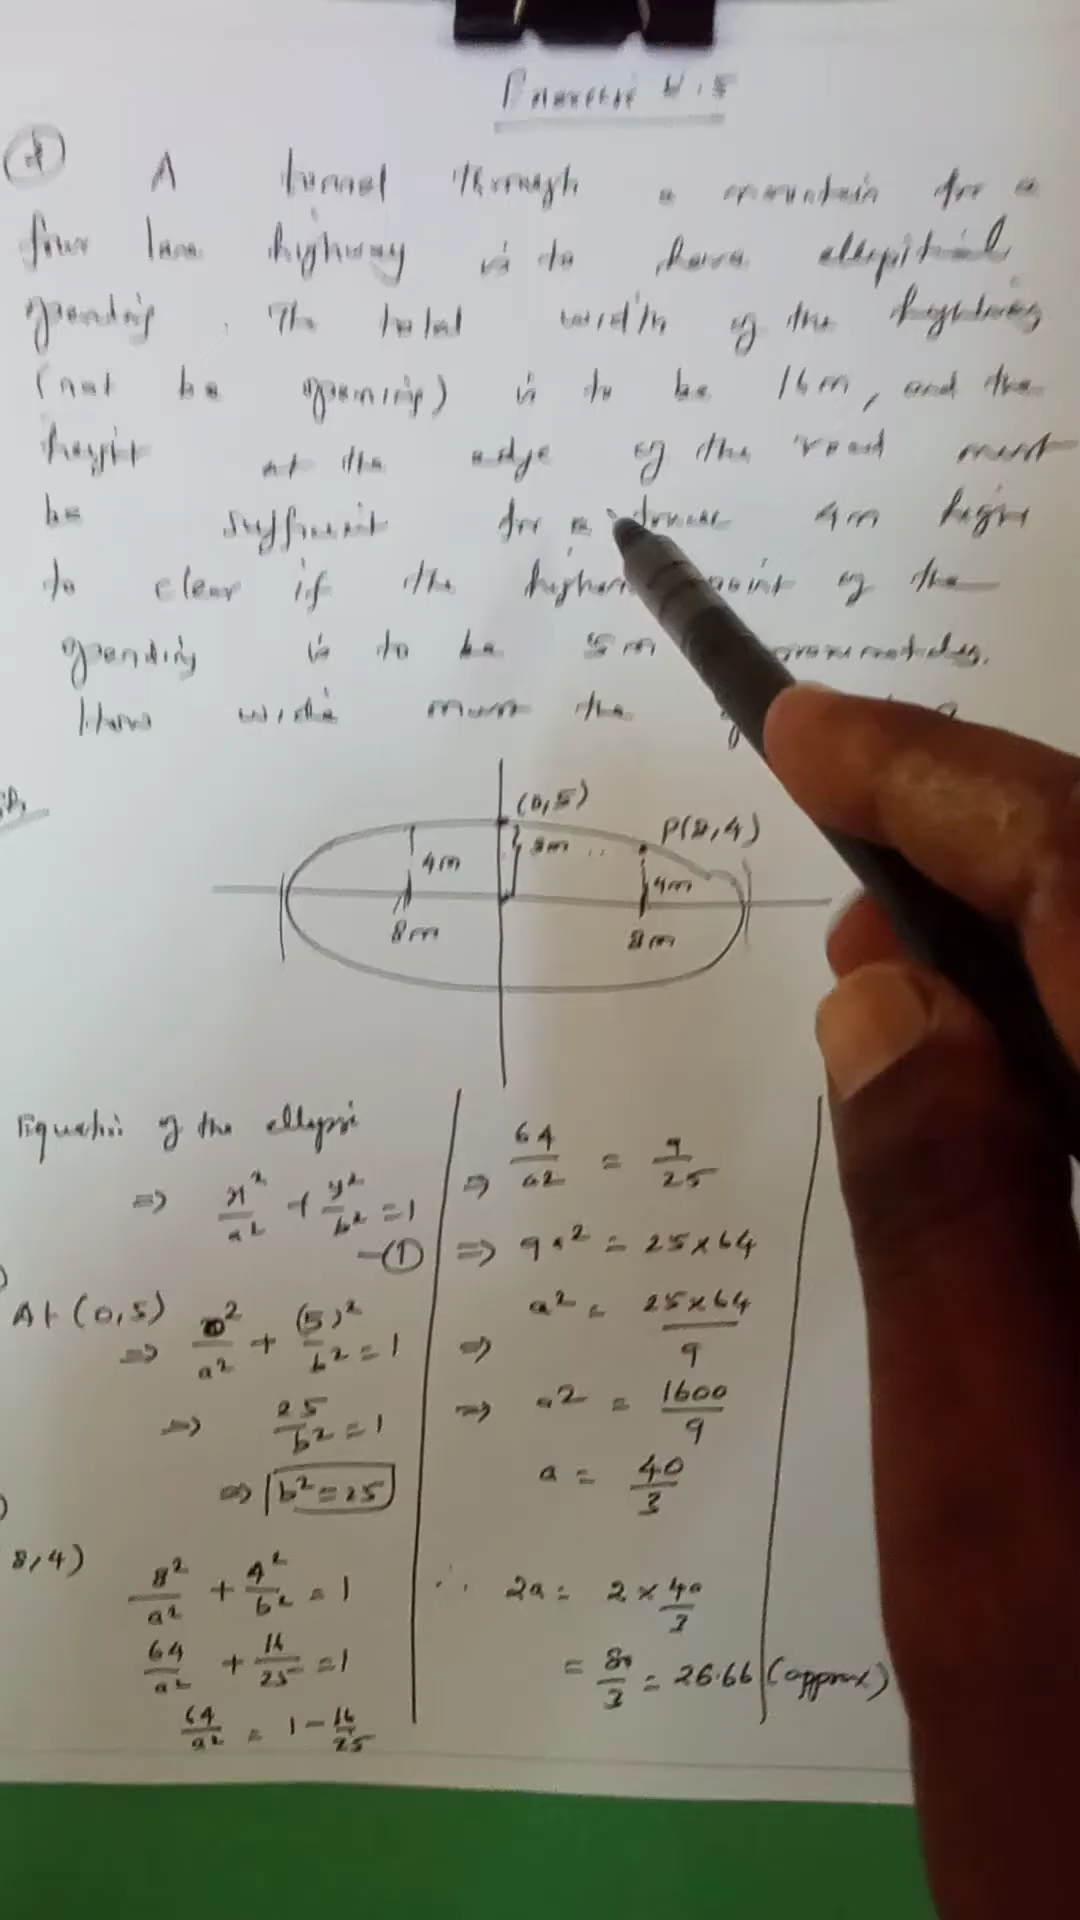 Exercise 4.5
A tunnel through a mountain for a
four lane highway is to have elliptical
opening. The total width of the highway
(not be opening) is to be 16m, and the
height at the edge of the road must
be sufficient for a truck 4m high
to clear if the highest point of the
opening is to be 5m approximately.
How wide must the
(0,5)
P(8,4)
4m
5m
4m
8m
8m
Equation of the ellipse
⇒ x²/a² + y²/b² = 1
-①
At (0,5)
⇒ 0²/a² + (5)²/b² = 1
⇒ 25/b² = 1
⇒ b² = 25
8,4)
8²/a² + 4²/b² = 1
64/a² + 16/25 = 1
64/a² = 1 - 16/25
⇒ 64/a² = 9/25
⇒ 9a² = 25×64
⇒ a² = 25×64/9
⇒ a² = 1600/9
a = 40/3
∴ 2a = 2 × 40/3
= 80/3 = 26.66 (approx)